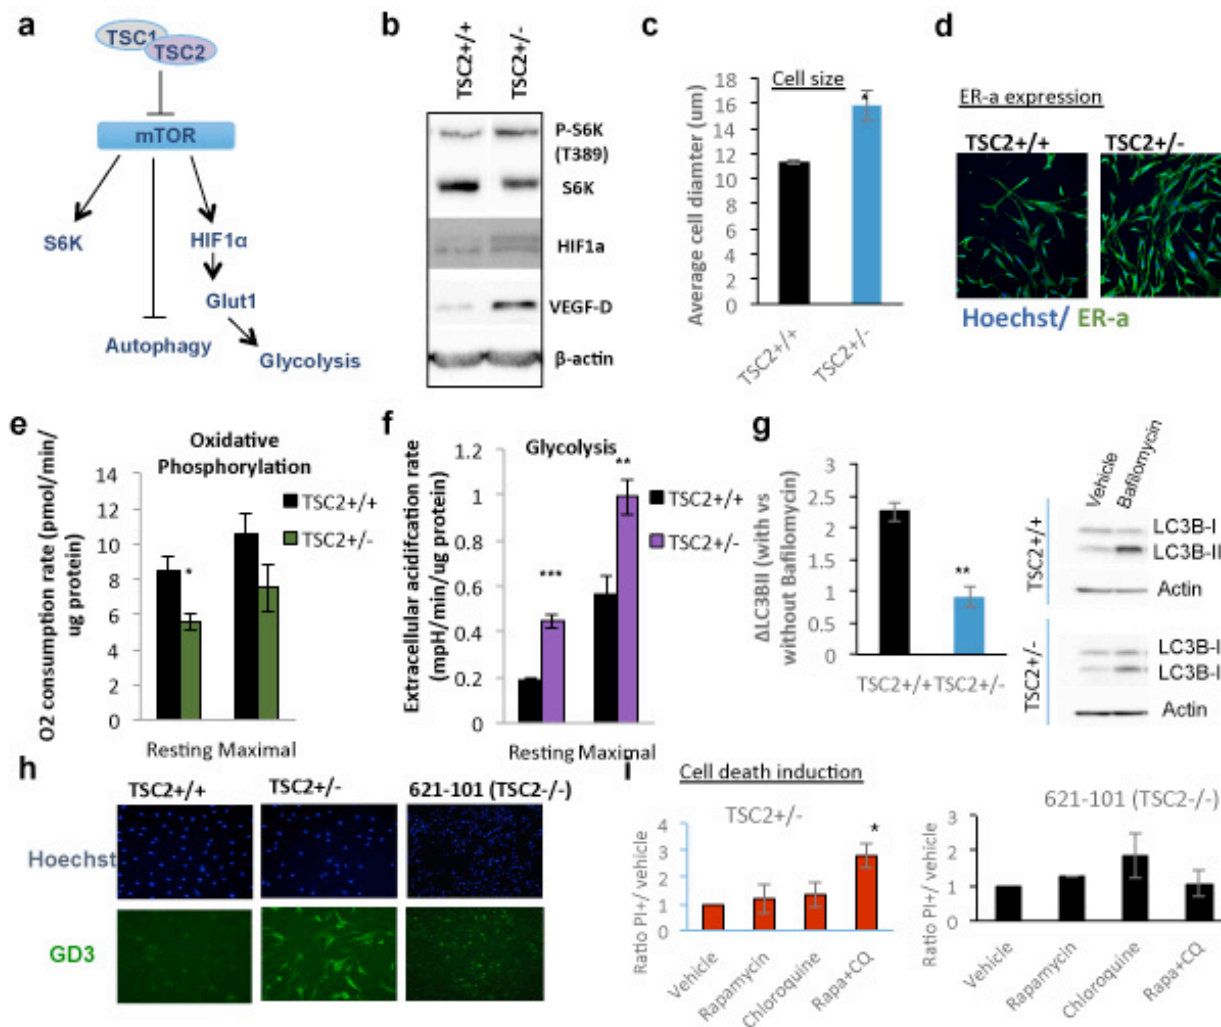 a
TSC1
TSC2
mTOR
S6K
HIF1α
Glut1
Autophagy
Glycolysis
b
TSC2+/+
TSC2+/-
P-S6K
(T389)
S6K
HIF1a
VEGF-D
β-actin
c
Cell size
Average cell diamter (um)
18
16
14
12
10
8
6
4
2
0
*
TSC2+/+
TSC2+/-
d
ER-a expression
TSC2+/+
TSC2+/-
Hoechst/ ER-a
e
Oxidative
Phosphorylation
O2 consumption rate (pmol/min/
ug protein)
14
12
10
8
6
4
2
0
*
TSC2+/+
TSC2+/-
Resting Maximal
f
Glycolysis
Extracellular acidifcation rate
(mpH/min/ug protein)
1.2
1
0.8
0.6
0.4
0.2
0
***
**
TSC2+/+
TSC2+/-
Resting Maximal
g
ΔLC3BII (with vs
without Bafilomycin)
3
2.5
2
1.5
1
0.5
0
**
TSC2+/+ TSC2+/-
Vehicle
Bafilomycin
TSC2+/+
LC3B-I
LC3B-II
Actin
TSC2+/-
LC3B-I
LC3B-I
Actin
h
TSC2+/+
TSC2+/-
621-101 (TSC2-/-)
Hoechst
GD3
i
Cell death induction
TSC2+/-
Ratio PI+/ vehicle
4
3
2
1
0
*
Vehicle
Rapamycin
Chloroquine
Rapa+CQ
621-101 (TSC2-/-)
Ratio PI+/ vehicle
3
2
1
0
Vehicle
Rapamycin
Chloroquine
Rapa+CQ